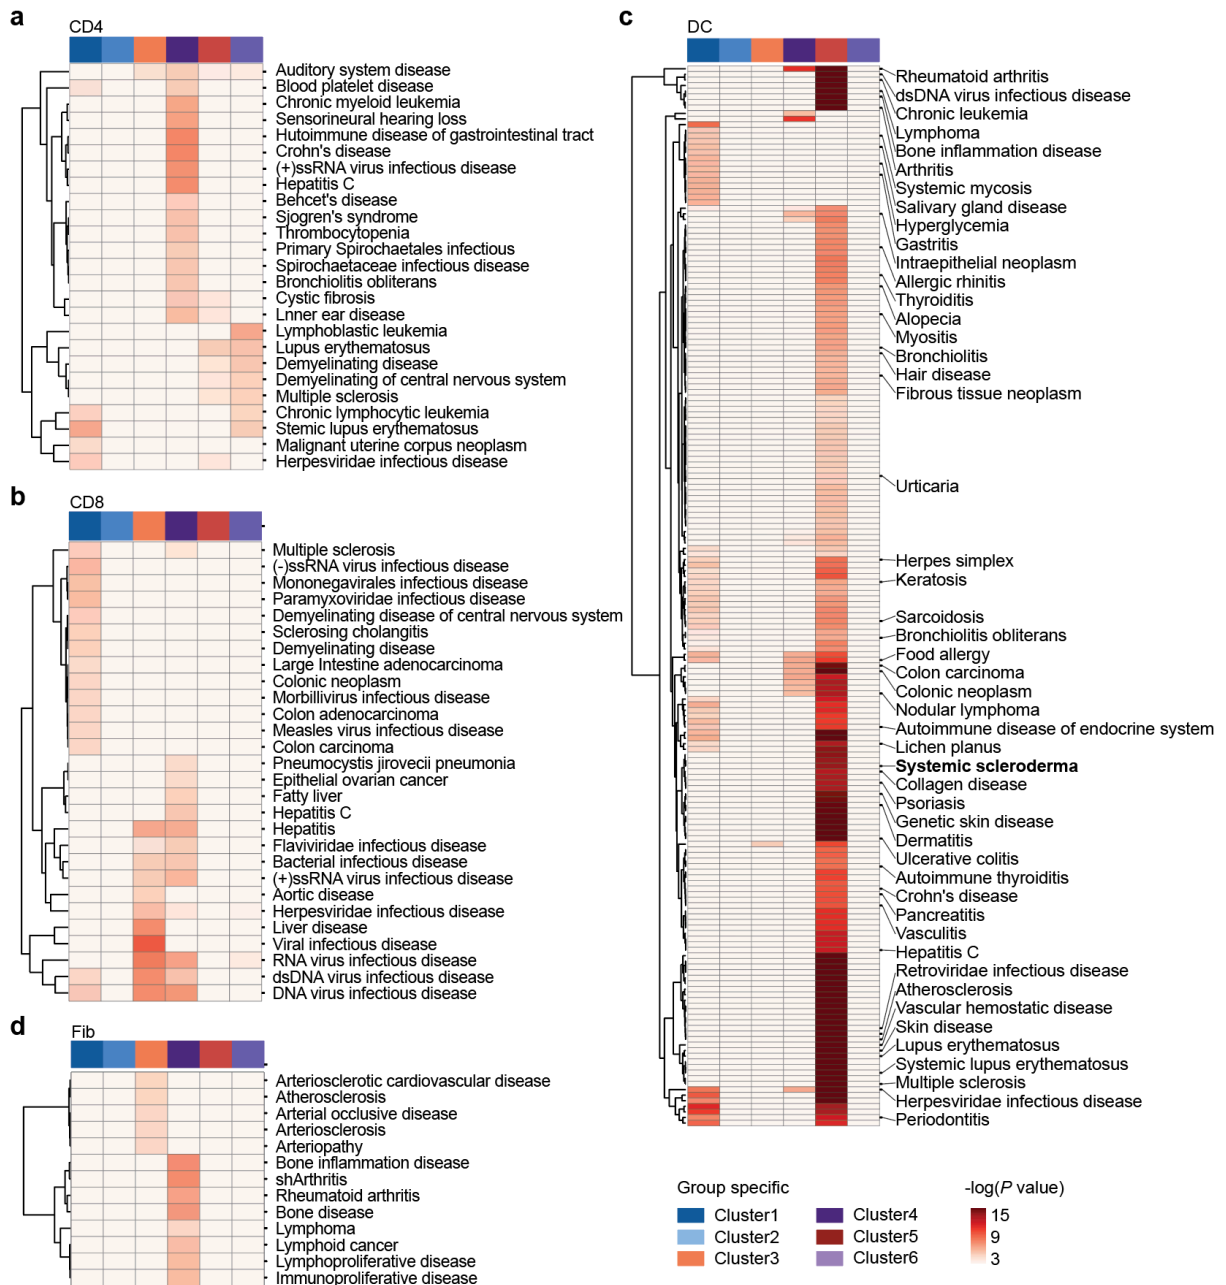 a
CD4
Auditory system disease
Blood platelet disease
Chronic myeloid leukemia
Sensorineural hearing loss
Hutoimmune disease of gastrointestinal tract
Crohn's disease
(+)ssRNA virus infectious disease
Hepatitis C
Behcet's disease
Sjogren's syndrome
Thrombocytopenia
Primary Spirochaetales infectious
Spirochaetaceae infectious disease
Bronchiolitis obliterans
Cystic fibrosis
Lnner ear disease
Lymphoblastic leukemia
Lupus erythematosus
Demyelinating disease
Demyelinating of central nervous system
Multiple sclerosis
Chronic lymphocytic leukemia
Stemic lupus erythematosus
Malignant uterine corpus neoplasm
Herpesviridae infectious disease
b
CD8
Multiple sclerosis
(-)ssRNA virus infectious disease
Mononegavirales infectious disease
Paramyxoviridae infectious disease
Demyelinating disease of central nervous system
Sclerosing cholangitis
Demyelinating disease
Large Intestine adenocarcinoma
Colonic neoplasm
Morbillivirus infectious disease
Colon adenocarcinoma
Measles virus infectious disease
Colon carcinoma
Pneumocystis jirovecii pneumonia
Epithelial ovarian cancer
Fatty liver
Hepatitis C
Hepatitis
Flaviviridae infectious disease
Bacterial infectious disease
(+)ssRNA virus infectious disease
Aortic disease
Herpesviridae infectious disease
Liver disease
Viral infectious disease
RNA virus infectious disease
dsDNA virus infectious disease
DNA virus infectious disease
d
Fib
Arteriosclerotic cardiovascular disease
Atherosclerosis
Arterial occlusive disease
Arteriosclerosis
Arteriopathy
Bone inflammation disease
shArthritis
Rheumatoid arthritis
Bone disease
Lymphoma
Lymphoid cancer
Lymphoproliferative disease
Immunoproliferative disease
c
DC
Rheumatoid arthritis
dsDNA virus infectious disease
Chronic leukemia
Lymphoma
Bone inflammation disease
Arthritis
Systemic mycosis
Salivary gland disease
Hyperglycemia
Gastritis
Intraepithelial neoplasm
Allergic rhinitis
Thyroiditis
Alopecia
Myositis
Bronchiolitis
Hair disease
Fibrous tissue neoplasm
Urticaria
Herpes simplex
Keratosis
Sarcoidosis
Bronchiolitis obliterans
Food allergy
Colon carcinoma
Colonic neoplasm
Nodular lymphoma
Autoimmune disease of endocrine system
Lichen planus
Systemic scleroderma
Collagen disease
Psoriasis
Genetic skin disease
Dermatitis
Ulcerative colitis
Autoimmune thyroiditis
Crohn's disease
Pancreatitis
Vasculitis
Hepatitis C
Retroviridae infectious disease
Atherosclerosis
Vascular hemostatic disease
Skin disease
Lupus erythematosus
Systemic lupus erythematosus
Multiple sclerosis
Herpesviridae infectious disease
Periodontitis
Group specific
Cluster1
Cluster2
Cluster3
Cluster4
Cluster5
Cluster6
-log(P value)
15
9
3